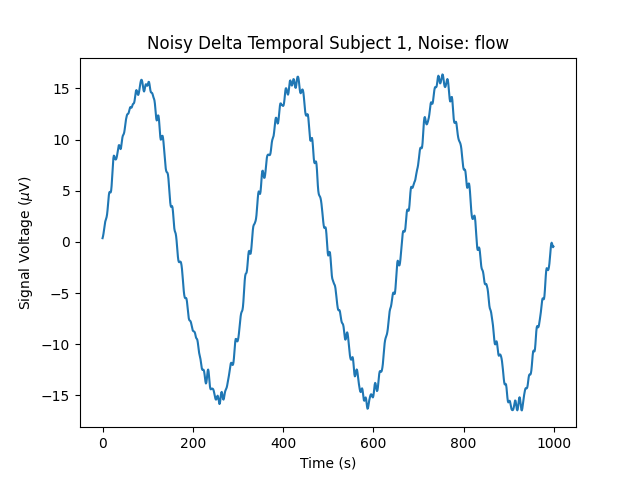 Noisy Delta Temporal Subject 1, Noise: flow
Signal Voltage (μV)
15
10
5
0
−5
−10
−15
0 200 400 600 800 1000
Time (s)